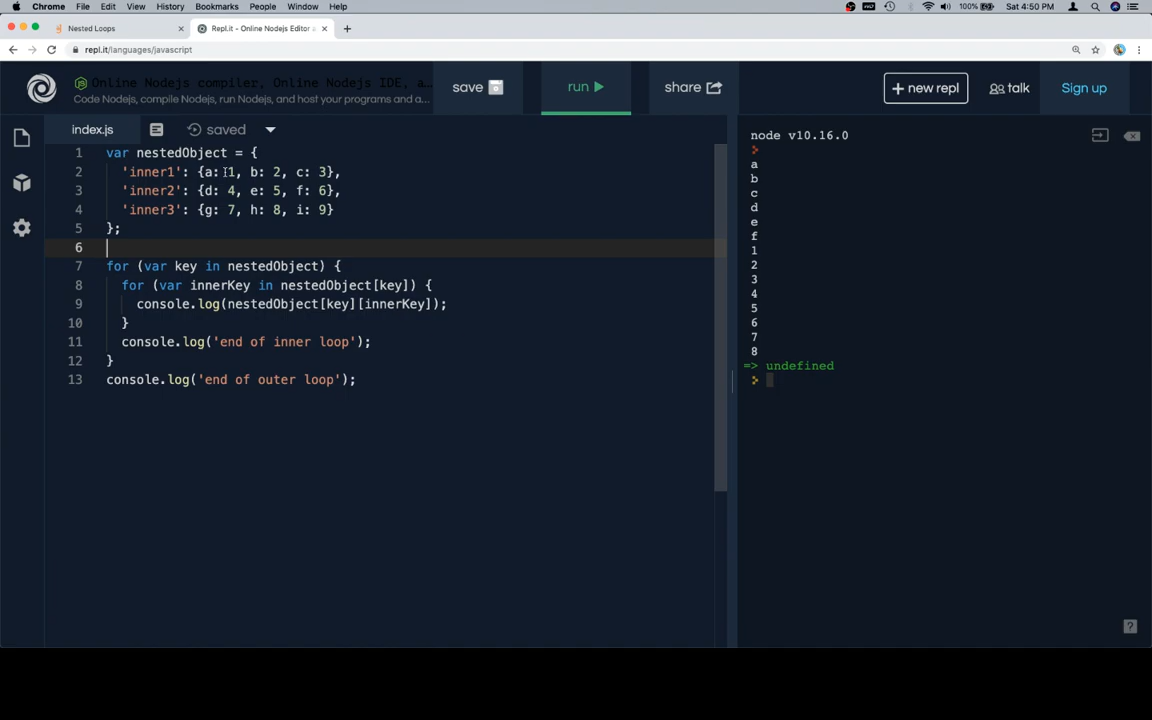 Chrome File Edit View History Bookmarks People Window Help 100% Sat 4:50 PM
Nested Loops Repl.it - Online Nodejs Editor a
repl.it/languages/javascript
Online Nodejs compiler, Online Nodejs IDE, a...
Code Nodejs, compile Nodejs, run Nodejs, and host your programs and a...
save run share + new repl talk Sign up
index.js saved
1 var nestedObject = {
2 'inner1': {a: 1, b: 2, c: 3},
3 'inner2': {d: 4, e: 5, f: 6},
4 'inner3': {g: 7, h: 8, i: 9}
5 };
6
7 for (var key in nestedObject) {
8 for (var innerKey in nestedObject[key]) {
9 console.log(nestedObject[key][innerKey]);
10 }
11 console.log('end of inner loop');
12 }
13 console.log('end of outer loop');
node v10.16.0
a
b
c
d
e
f
1
2
3
4
5
6
7
8
=> undefined
?